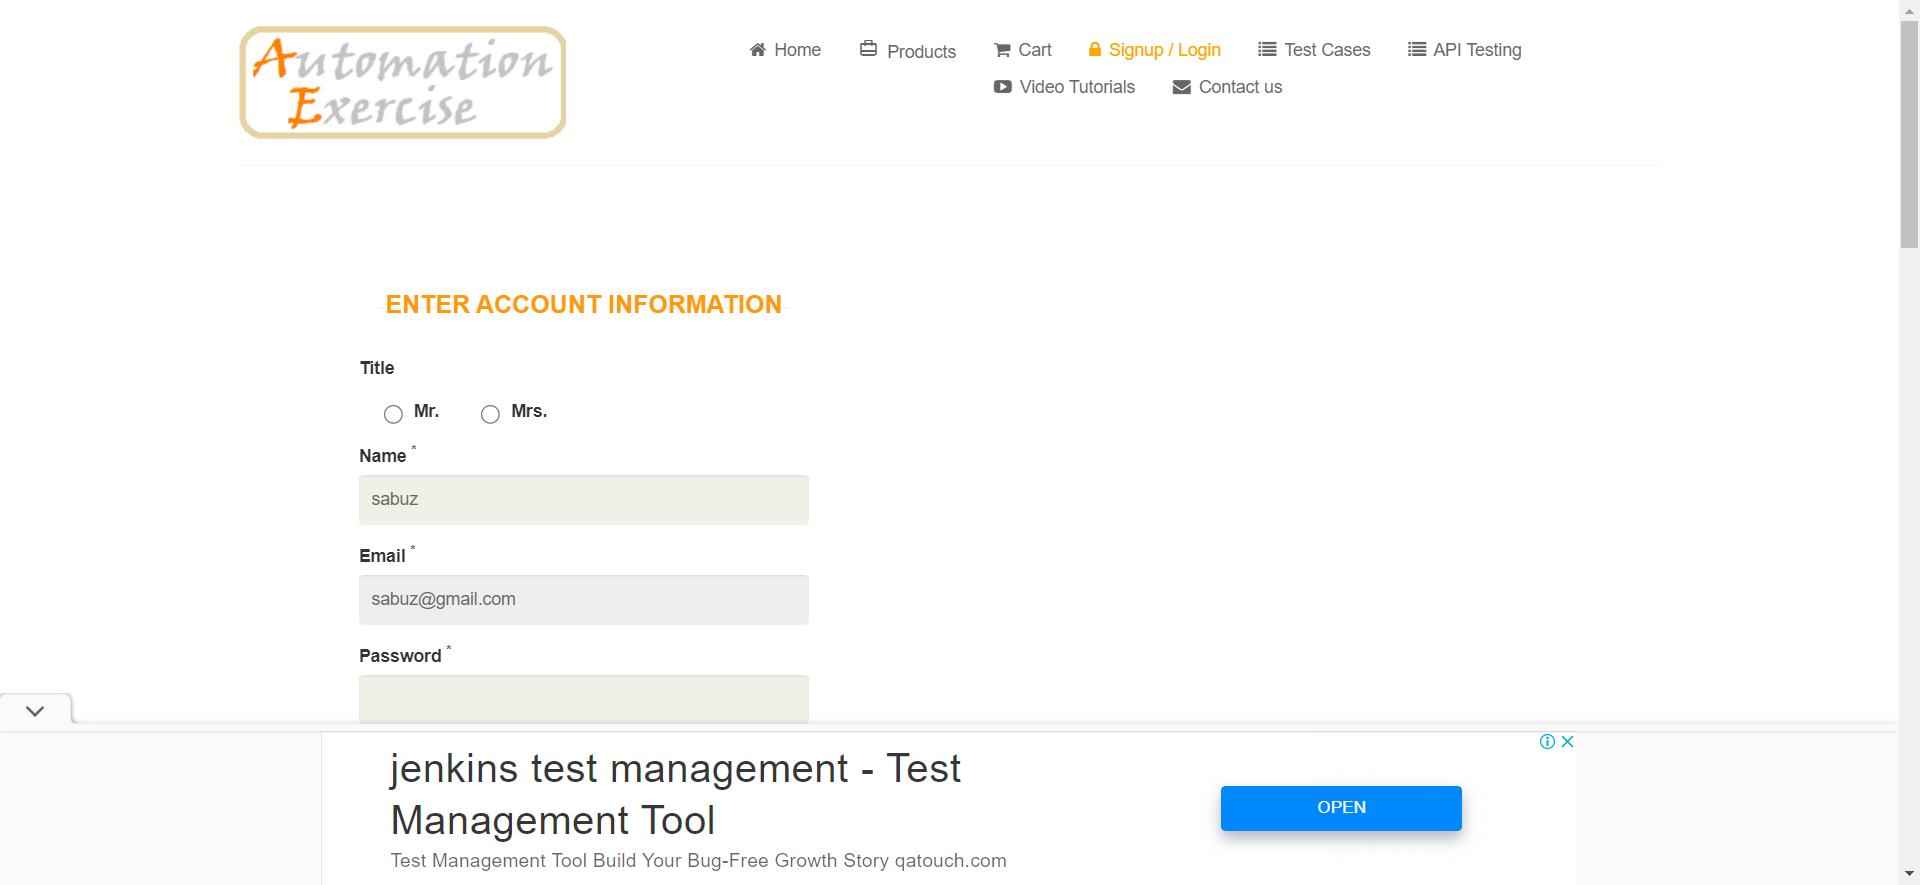 Automation
Exercise
Home
Products
Cart
Signup / Login
Test Cases
API Testing
Video Tutorials
Contact us
ENTER ACCOUNT INFORMATION
Title
Mr.
Mrs.
Name *
sabuz
Email *
sabuz@gmail.com
Password *
jenkins test management - Test
Management Tool
Test Management Tool Build Your Bug-Free Growth Story qatouch.com
OPEN